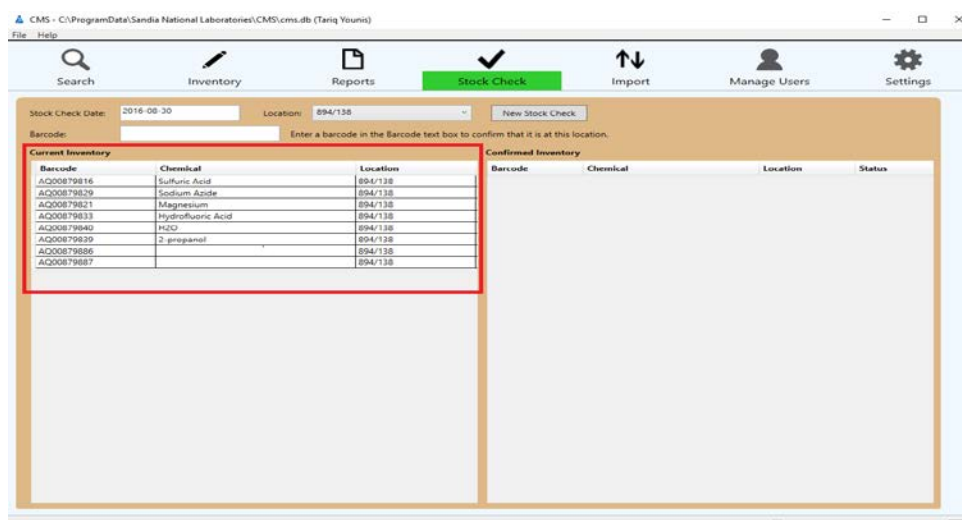 CMS - C:\ProgramData\Sandia National Laboratories\CMS\cms.db (Tariq Younis)
File Help
Search Inventory Reports Stock Check Import Manage Users Settings
Stock Check Date: 2016-08-30 Location: 894/138 New Stock Check
Barcode: Enter a barcode in the Barcode text box to confirm that it is at this location.
Current Inventory Confirmed Inventory
Barcode Chemical Location Barcode Chemical Location Status
AQ00879816 Sulfuric Acid 894/138
AQ00879829 Sodium Azide 894/138
AQ00879821 Magnesium 894/138
AQ00879833 Hydrofluoric Acid 894/138
AQ00879840 H2O 894/138
AQ00879839 2-propanol 894/138
AQ00879886 894/138
AQ00879887 894/138